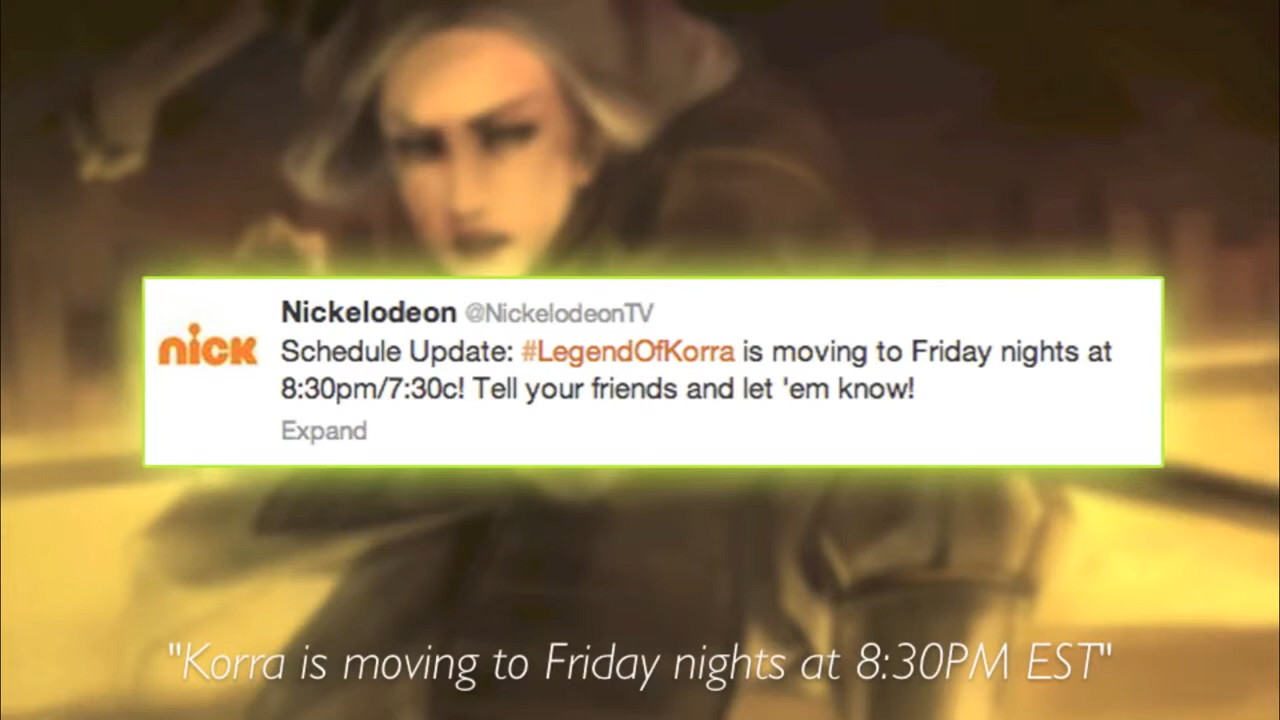 Nickelodeon @NickelodeonTV
nick
Schedule Update: #LegendOfKorra is moving to Friday nights at
8:30pm/7:30c! Tell your friends and let 'em know!
Expand
"Korra is moving to Friday nights at 8:30PM EST"